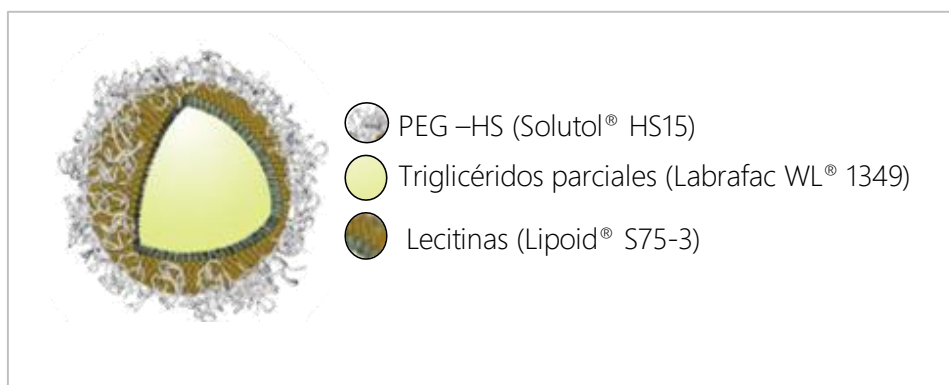 PEG –HS (Solutol® HS15)
Triglicéridos parciales (Labrafac WL® 1349)
Lecitinas (Lipoid® S75-3)